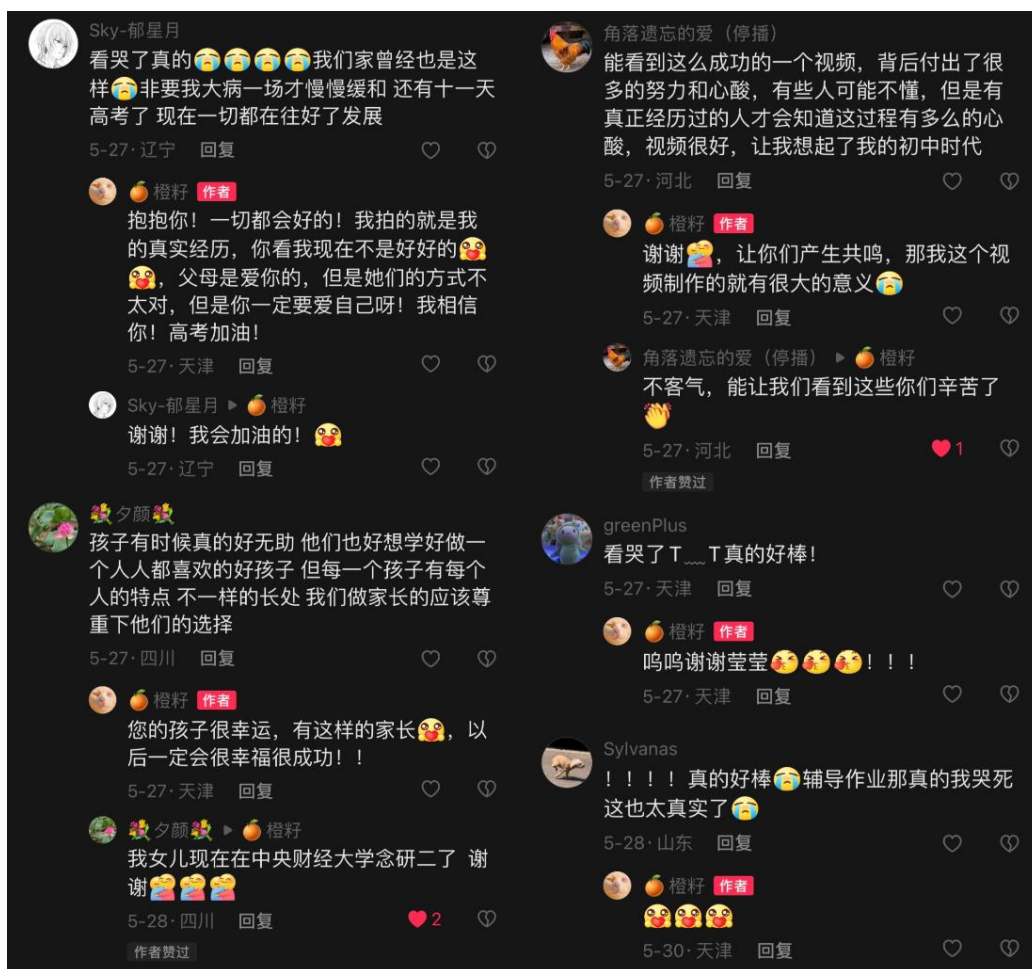 Sky-郁星月
看哭了真的😭😭😭😭我们家曾经也是这
样😭非要我大病一场才慢慢缓和 还有十一天
高考了 现在一切都在往好了发展
5-27·辽宁 回复
🍊橙籽 作者
抱抱你！一切都会好的！我拍的就是我
的真实经历，你看我现在不是好好的🥰
🥰，父母是爱你的，但是她们的方式不
太对，但是你一定要爱自己呀！我相信
你！高考加油！
5-27·天津 回复
Sky-郁星月 ▶ 🍊橙籽
谢谢！我会加油的！🥰
5-27·辽宁 回复
💐夕颜💐
孩子有时候真的好无助 他们也好想学好做一
个人人都喜欢的好孩子 但每一个孩子有每个
人的特点 不一样的长处 我们做家长的应该尊
重下他们的选择
5-27·四川 回复
🍊橙籽 作者
您的孩子很幸运，有这样的家长🥰，以
后一定会很幸福很成功！！
5-27·天津 回复
💐夕颜💐 ▶ 🍊橙籽
我女儿现在在中央财经大学念研二了 谢
谢🤗🤗🤗
5-28·四川 回复 2
作者赞过
角落遗忘的爱（停播）
能看到这么成功的一个视频，背后付出了很
多的努力和心酸，有些人可能不懂，但是有
真正经历过的人才会知道这过程有多么的心
酸，视频很好，让我想起了我的初中时代
5-27·河北 回复
🍊橙籽 作者
谢谢🤗，让你们产生共鸣，那我这个视
频制作的就有很大的意义😭
5-27·天津 回复
角落遗忘的爱（停播） ▶ 🍊橙籽
不客气，能让我们看到这些你们辛苦了
👏
5-27·河北 回复 1
作者赞过
greenPlus
看哭了T﹏T真的好棒！
5-27·天津 回复
🍊橙籽 作者
呜呜谢谢莹莹😘😘😘！！！
5-27·天津 回复
Sylvanas
！！！！真的好棒😭辅导作业那真的我哭死
这也太真实了😭
5-28·山东 回复
🍊橙籽 作者
🥰🥰🥰
5-30·天津 回复